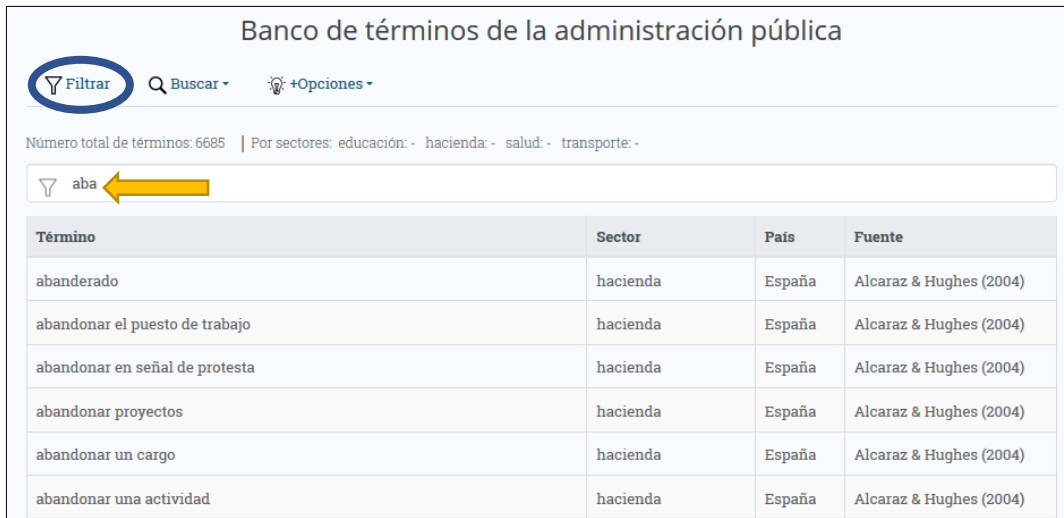 Banco de términos de la administración pública
Filtrar Buscar +Opciones
Número total de términos: 6685 | Por sectores: educación: - hacienda: - salud: - transporte: -
aba
Término Sector País Fuente
abanderado hacienda España Alcaraz & Hughes (2004)
abandonar el puesto de trabajo hacienda España Alcaraz & Hughes (2004)
abandonar en señal de protesta hacienda España Alcaraz & Hughes (2004)
abandonar proyectos hacienda España Alcaraz & Hughes (2004)
abandonar un cargo hacienda España Alcaraz & Hughes (2004)
abandonar una actividad hacienda España Alcaraz & Hughes (2004)